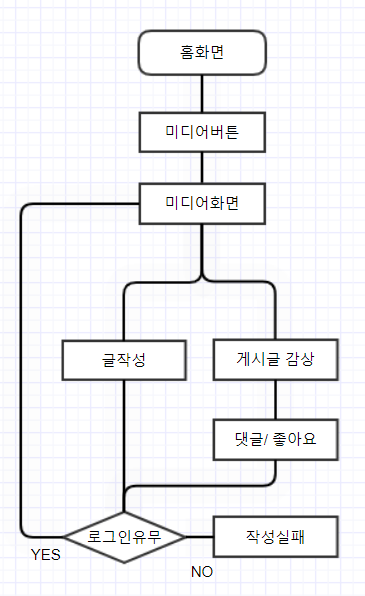 홈화면
미디어버튼
미디어화면
글작성
게시글 감상
댓글/ 좋아요
로그인유무
작성실패
YES
NO